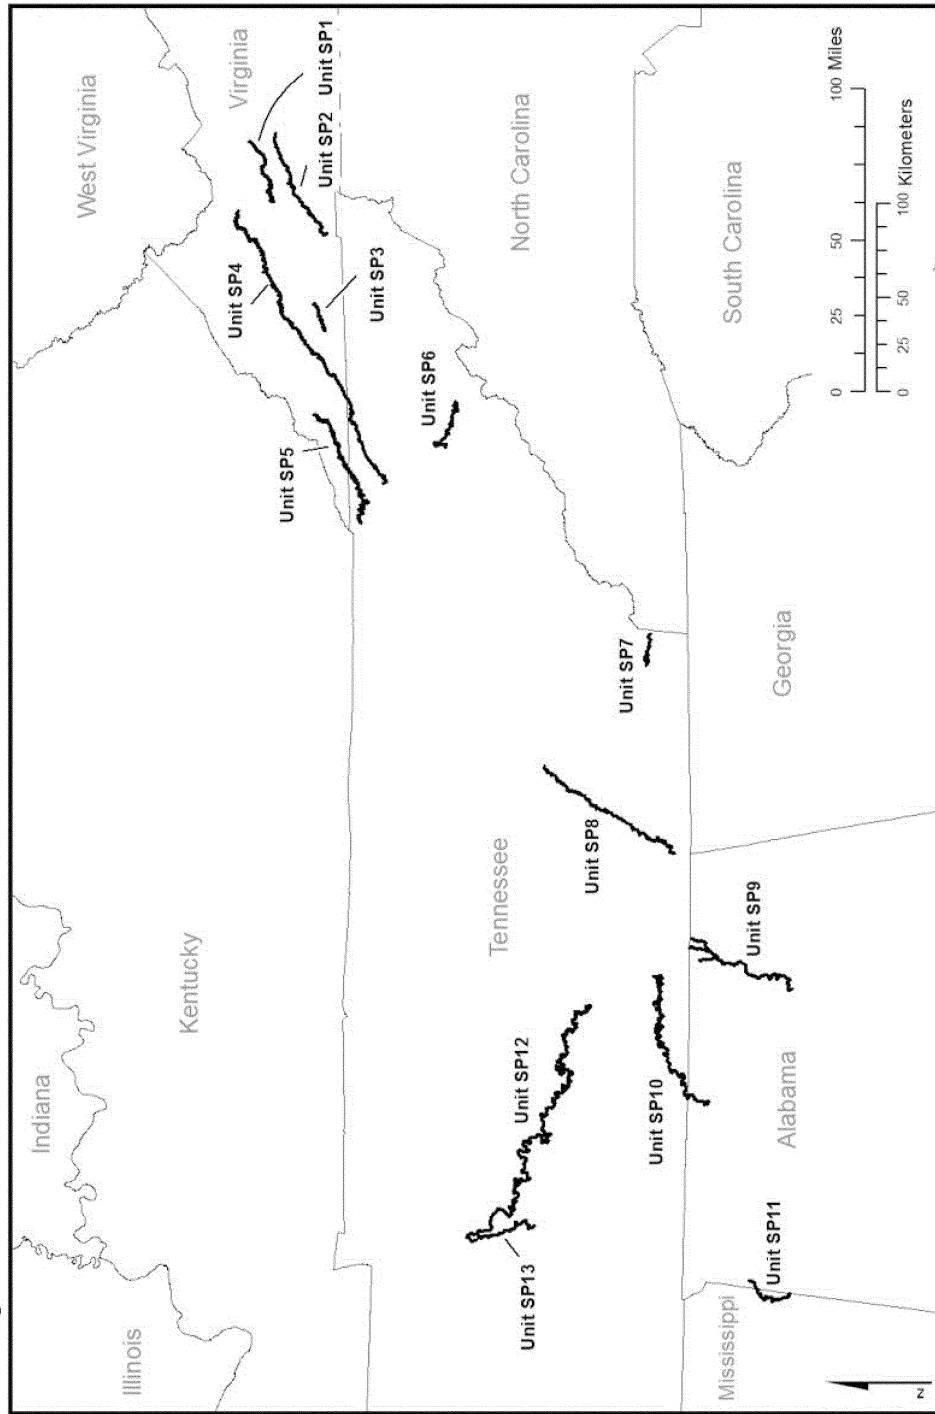 Indiana
Illinois
West Virginia
Virginia
Kentucky
Unit SP1
Unit SP2
Unit SP4
Unit SP3
Unit SP5
Unit SP6
North Carolina
Tennessee
Unit SP12
Unit SP13
Unit SP8
Unit SP7
Unit SP10
Unit SP9
Unit SP11
South Carolina
Georgia
Alabama
Mississippi
N
0 25 50 100 Miles
0 25 50 100 Kilometers